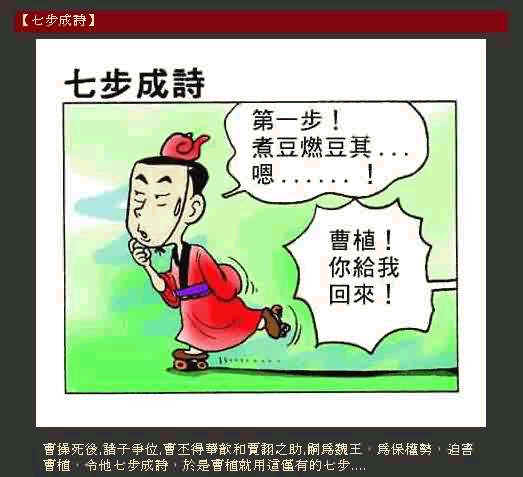 【七步成詩】
七步成詩
第一步！
煮豆燃豆萁...
嗯......！
曹植！
你給我
回來！
曹操死後,諸子爭位,曹丕得華歆和賈詡之助,嗣為魏王，為保權勢，迫害
曹植，令他七步成詩，於是曹植就用這僅有的七步....